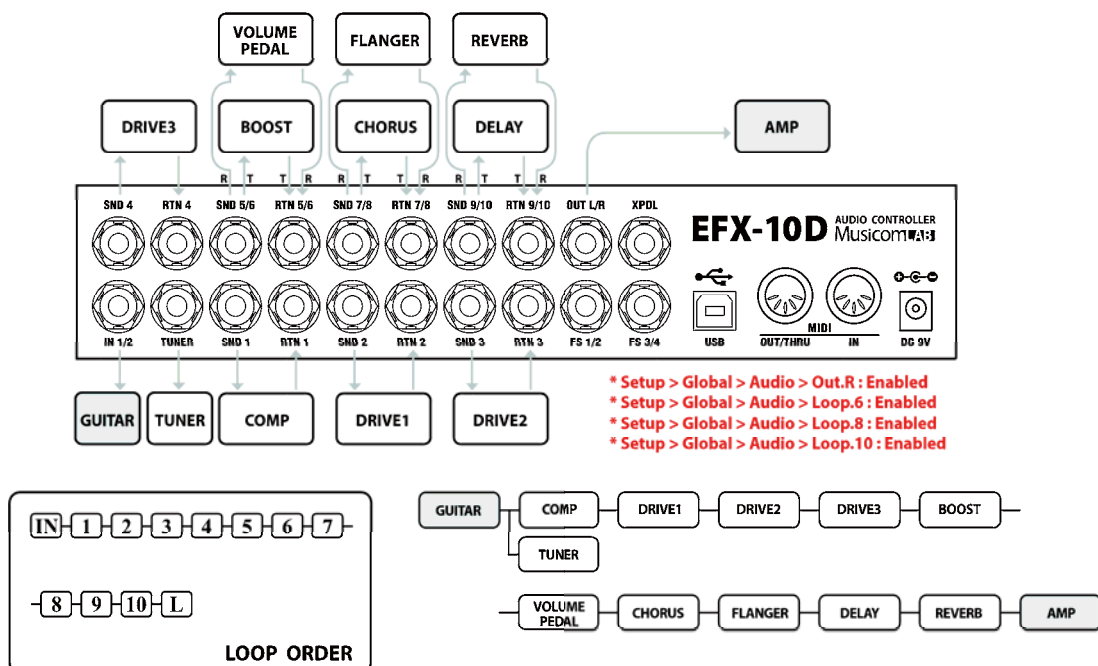 VOLUME
PEDAL
FLANGER
REVERB
DRIVE3
BOOST
CHORUS
DELAY
AMP
R T T R R T T R R T T R
SND 4 RTN 4 SND 5/6 RTN 5/6 SND 7/8 RTN 7/8 SND 9/10 RTN 9/10 OUT L/R XPDL
EFX-10D AUDIO CONTROLLER
MusicomLAB
IN 1/2 TUNER SND 1 RTN 1 SND 2 RTN 2 SND 3 RTN 3 FS 1/2 FS 3/4 USB OUT/THRU MIDI IN DC 9V
GUITAR TUNER COMP DRIVE1 DRIVE2
* Setup > Global > Audio > Out.R : Enabled
* Setup > Global > Audio > Loop.6 : Enabled
* Setup > Global > Audio > Loop.8 : Enabled
* Setup > Global > Audio > Loop.10 : Enabled
IN 1 2 3 4 5 6 7
8 9 10 L
LOOP ORDER
GUITAR COMP DRIVE1 DRIVE2 DRIVE3 BOOST
TUNER
VOLUME
PEDAL
CHORUS FLANGER DELAY REVERB AMP